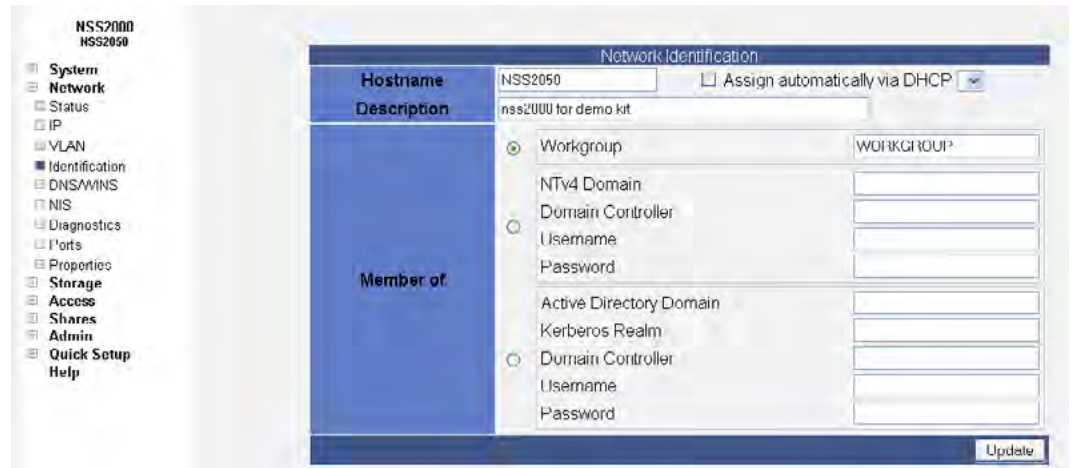 NSS2000
NSS2050
System
Network
Status
IP
VLAN
Identification
DNS/WINS
NIS
Diagnostics
Ports
Properties
Storage
Access
Shares
Admin
Quick Setup
Help
Network Identification
Hostname NSS2050 Assign automatically via DHCP
Description nss2000 for demo kit
Member of
Workgroup WORKGROUP
NTv4 Domain
Domain Controller
Username
Password
Active Directory Domain
Kerberos Realm
Domain Controller
Username
Password
Update